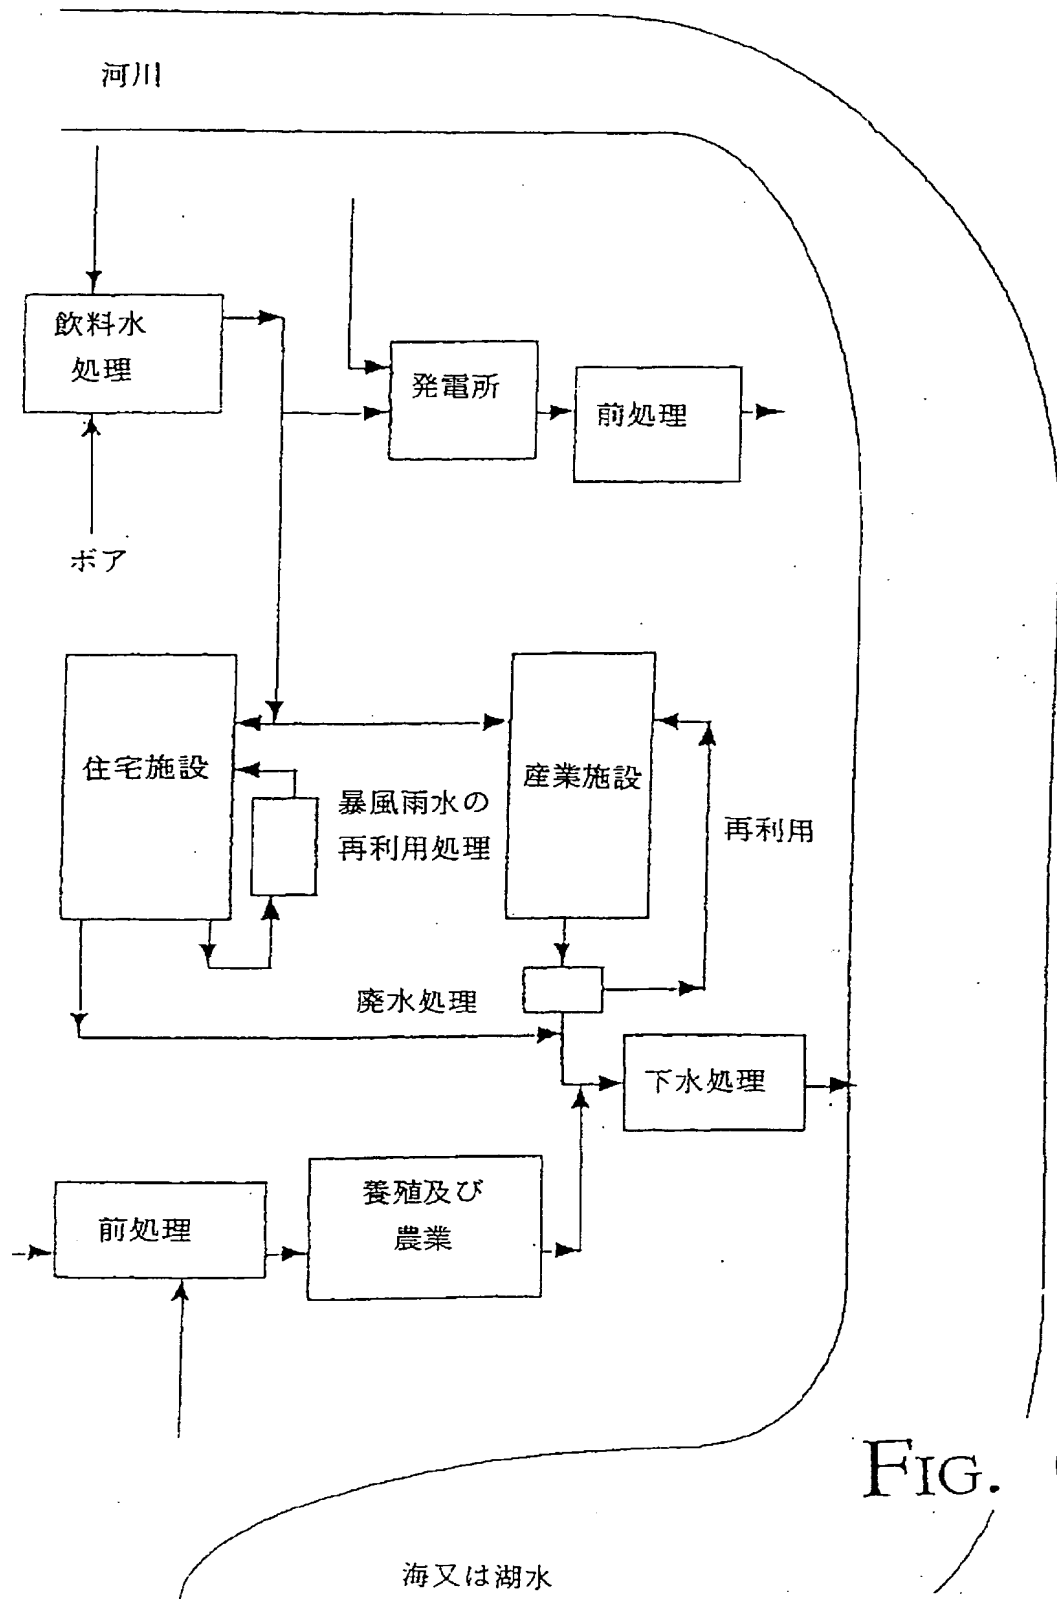 河川
飲料水
処理
発電所
前処理
ボア
住宅施設
産業施設
暴風雨水の
再利用処理
再利用
廃水処理
下水処理
養殖及び
農業
前処理
FIG.
海又は湖水